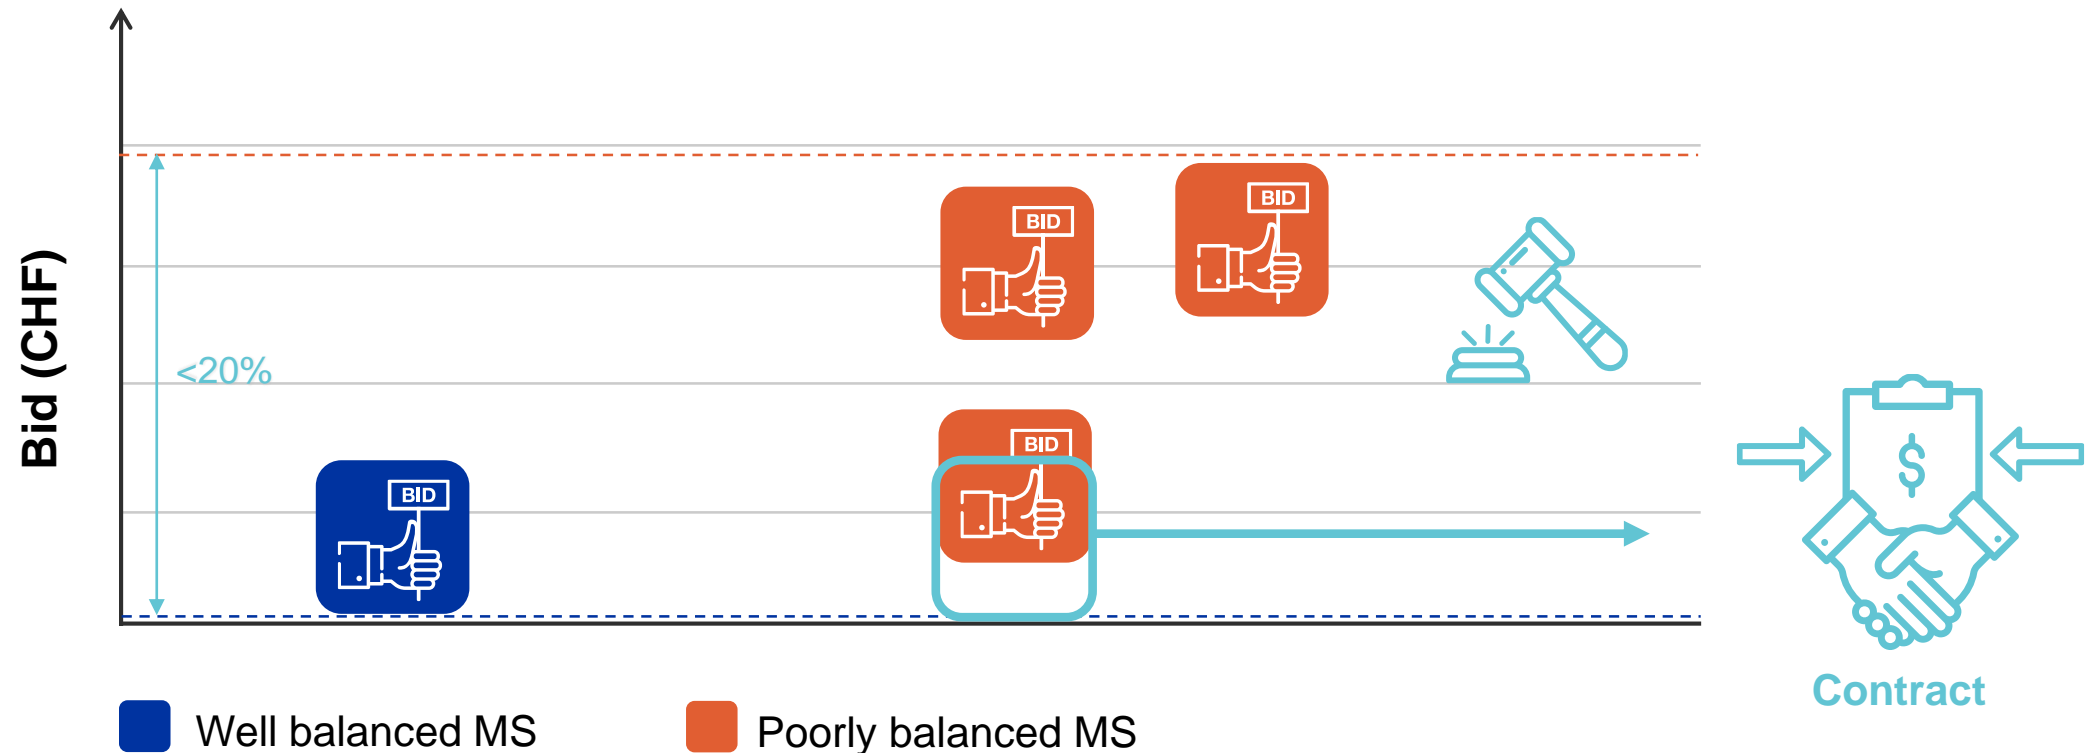 Bid (CHF)
BID
BID
<20%
BID
BID
$
Contract
Well balanced MS
Poorly balanced MS